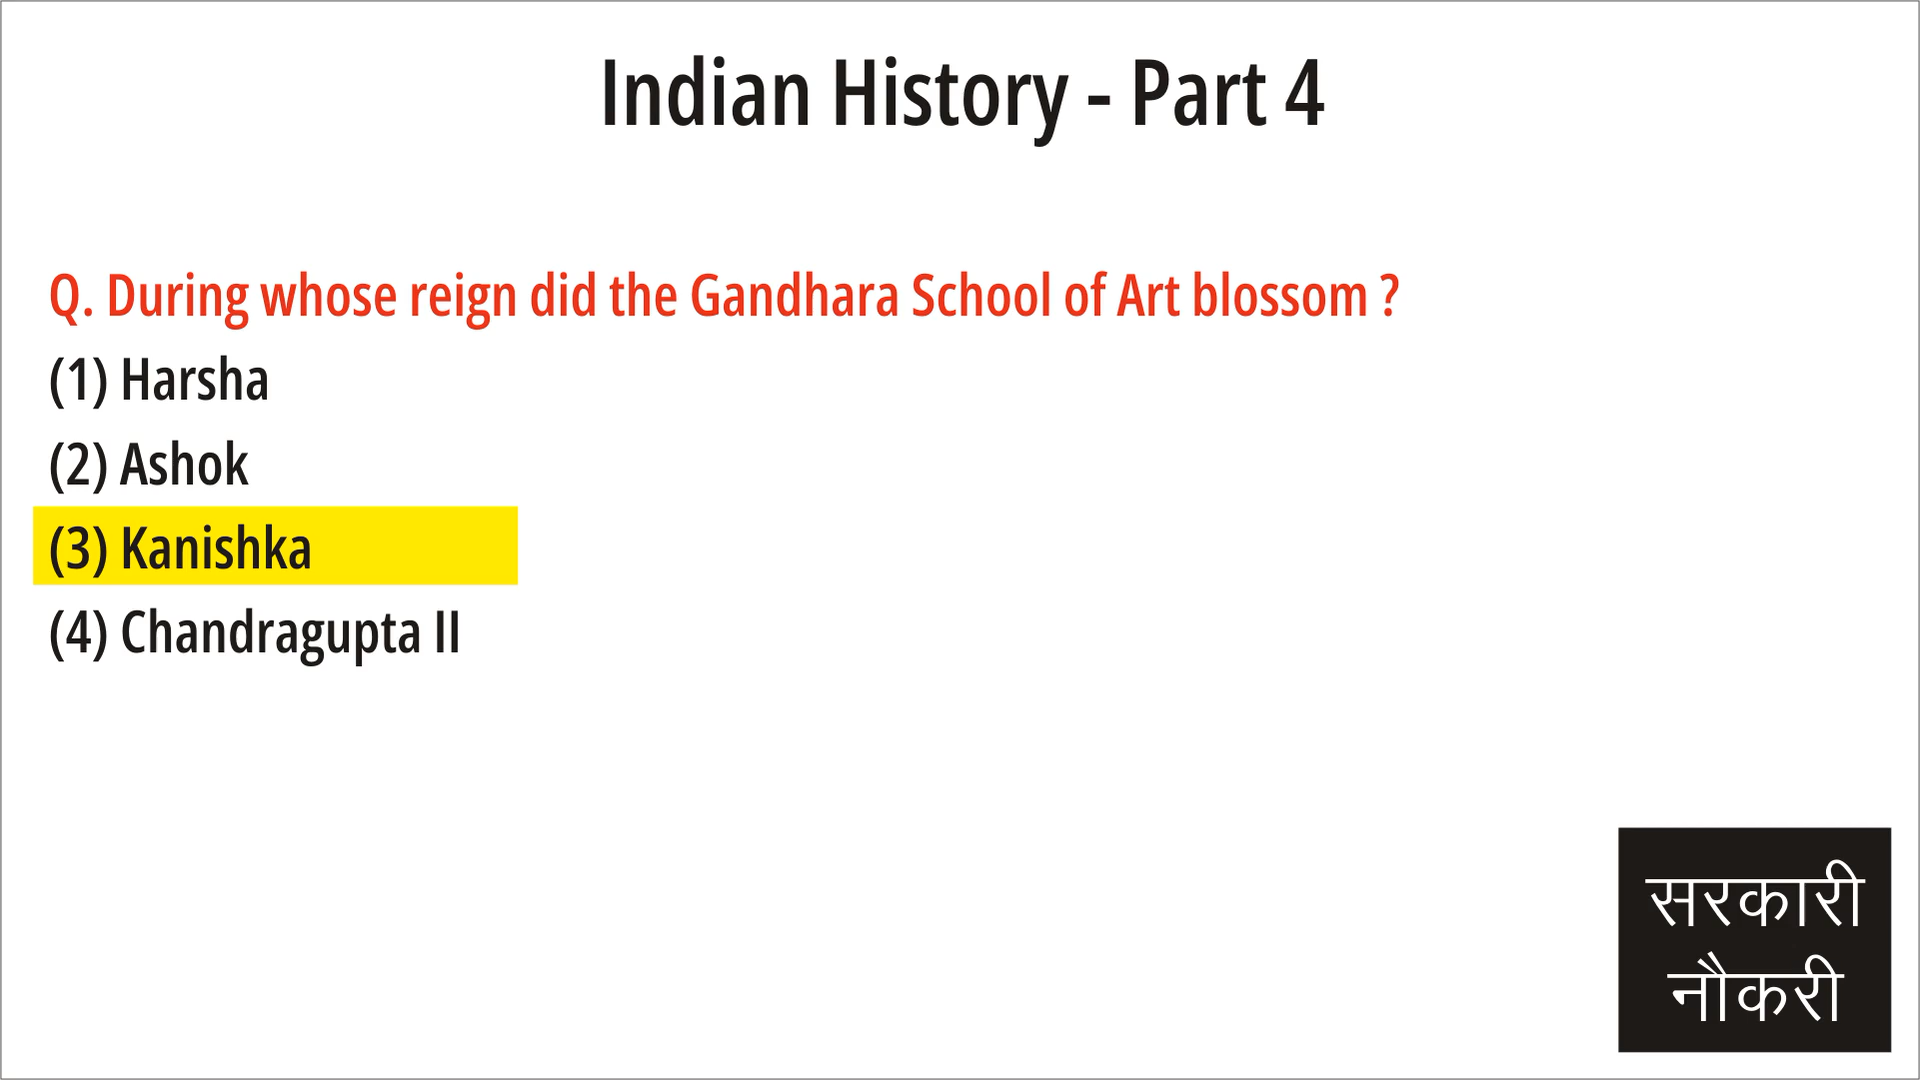 Indian History - Part 4
Q. During whose reign did the Gandhara School of Art blossom ?
(1) Harsha
(2) Ashok
(3) Kanishka
(4) Chandragupta II
सरकारी
नौकरी